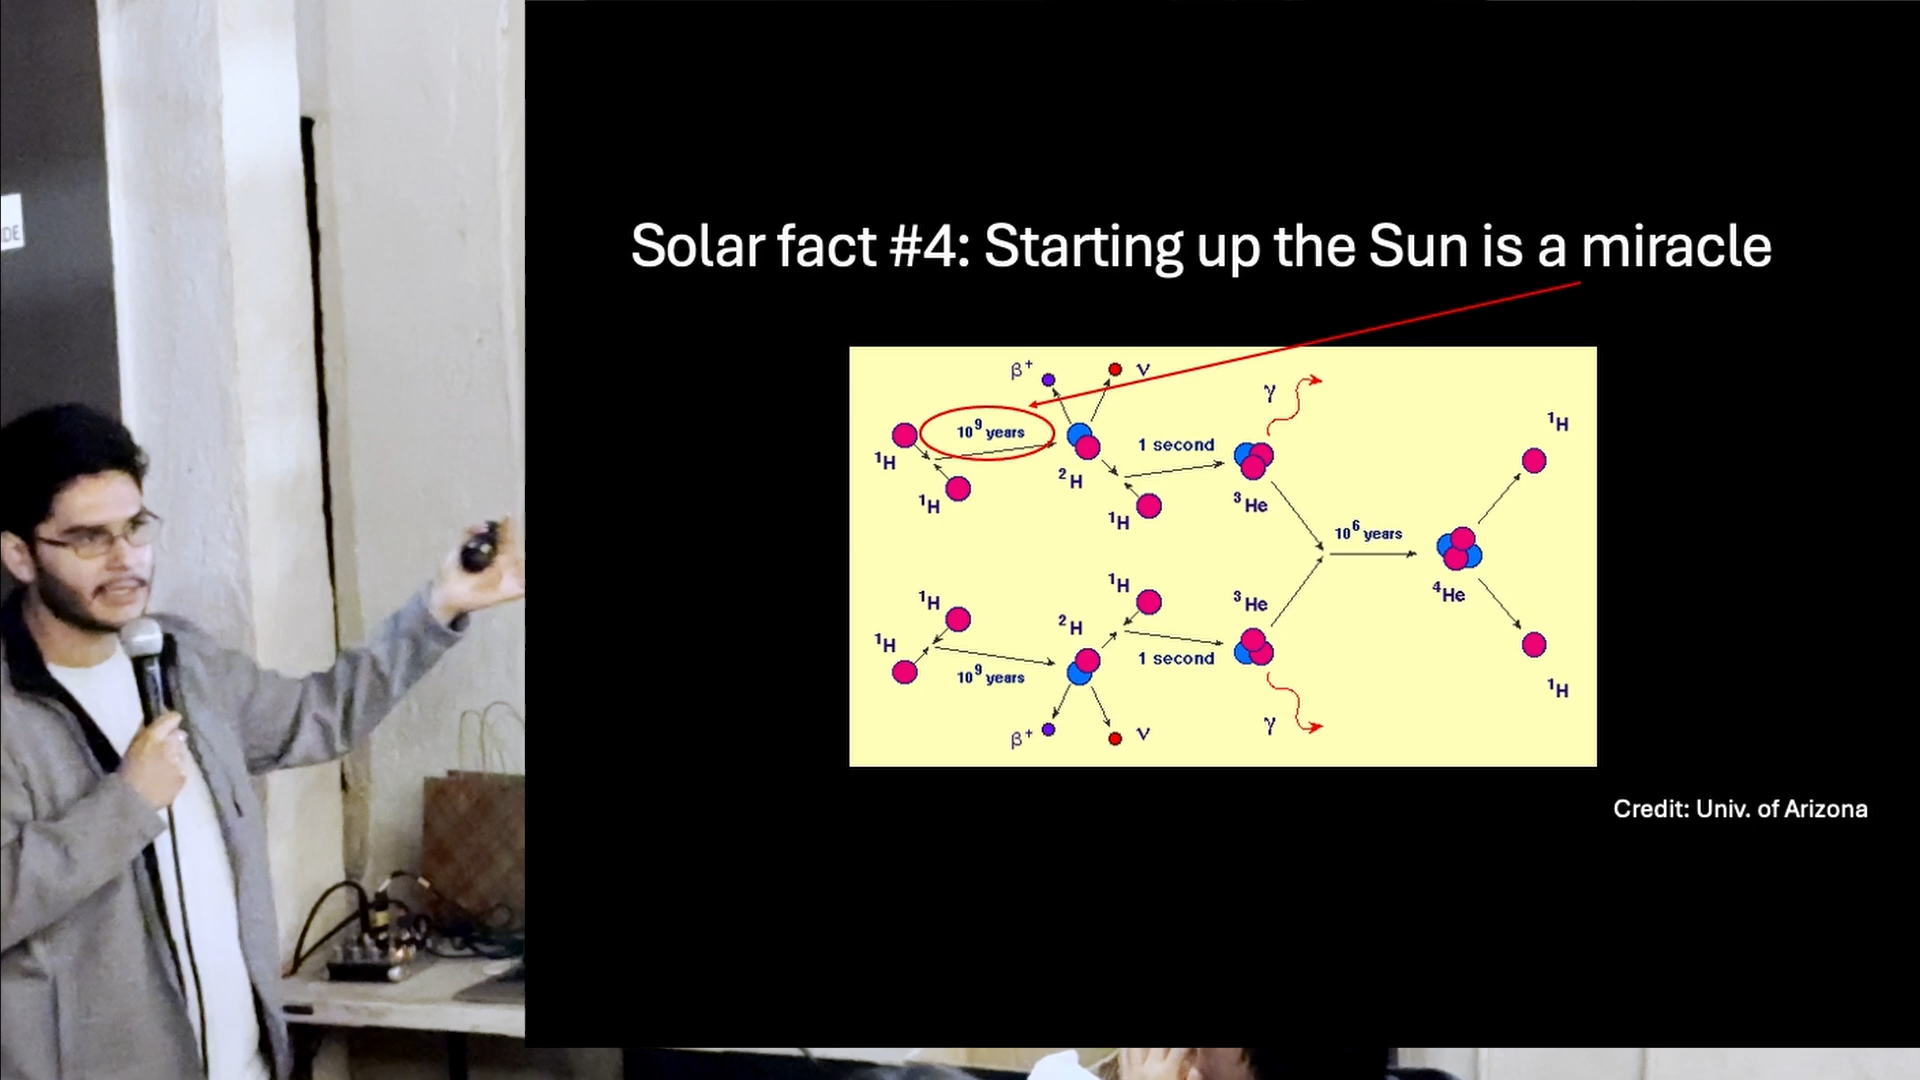 IDE
Solar fact #4: Starting up the Sun is a miracle
β⁺ ν
γ
¹H
10⁹ years
¹H
1 second
²H
¹H
³He
¹H
10⁶ years
¹H
¹H
³He
⁴He
¹H
²H
¹H
10⁹ years
1 second
¹H
β⁺ ν
γ
Credit: Univ. of Arizona